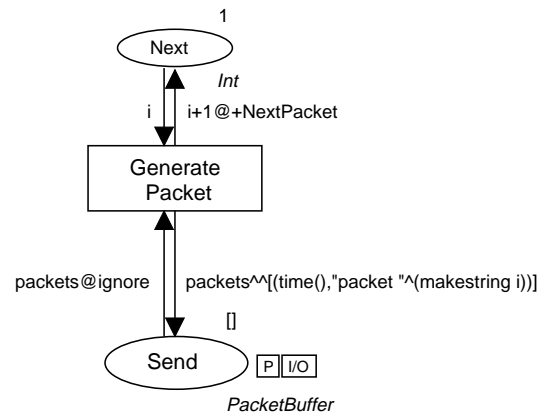 1
Next
Int
i
i+1@+NextPacket
Generate
Packet
packets@ignore
packets^^[(time(),"packet "^(makestring i))]
[]
Send
P
I/O
PacketBuffer